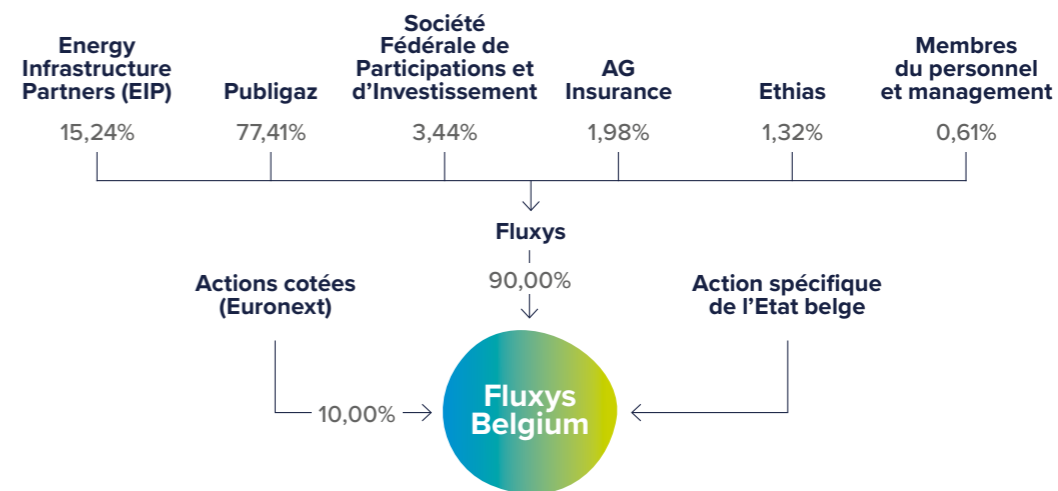 Energy
Infrastructure
Partners (EIP)
15,24%
Publigaz
77,41%
Société
Fédérale de
Participations et
d'Investissement
3,44%
AG
Insurance
1,98%
Ethias
1,32%
Membres
du personnel
et management
0,61%
Fluxys
90,00%
Actions cotées
(Euronext)
10,00%
Action spécifique
de l'Etat belge
Fluxys
Belgium